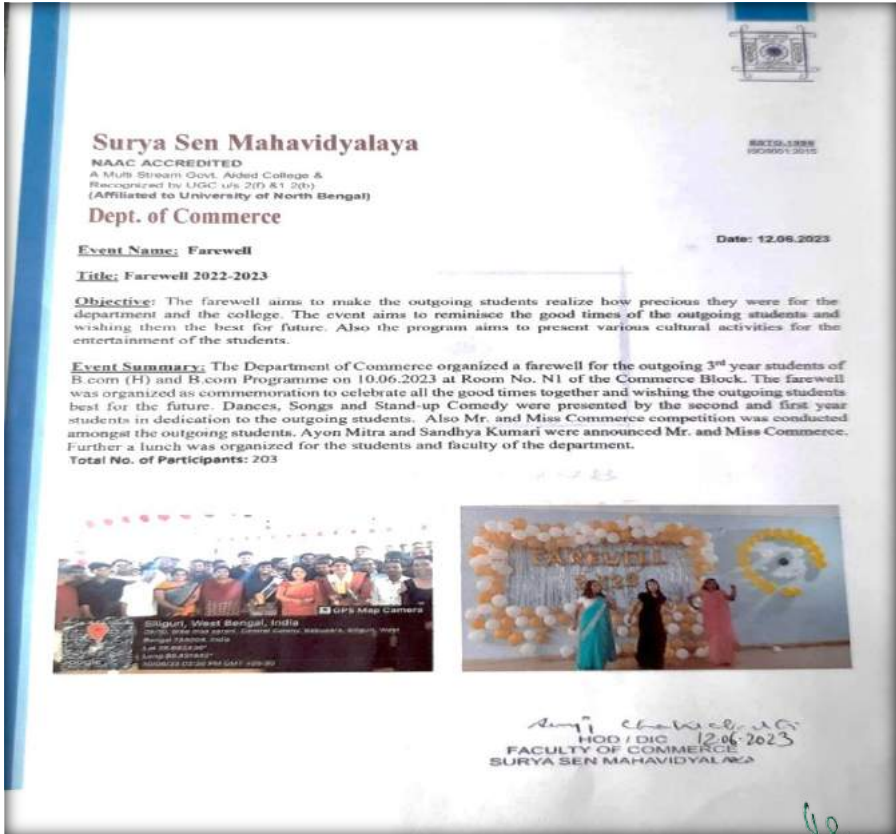 Surya Sen Mahavidyalaya
NAAC ACCREDITED
A Multi Stream Govt. Aided College &
Recognized by UGC u/s 2(f) &1 2(b)
(Affiliated to University of North Bengal)
Dept. of Commerce
ESTD.1998
ISO9001:2015
Date: 12.06.2023
Event Name: Farewell
Title: Farewell 2022-2023
Objective: The farewell aims to make the outgoing students realize how precious they were for the
department and the college. The event aims to reminisce the good times of the outgoing students and
wishing them the best for future. Also the program aims to present various cultural activities for the
entertainment of the students.
Event Summary: The Department of Commerce organized a farewell for the outgoing 3rd year students of
B.com (H) and B.com Programme on 10.06.2023 at Room No. N1 of the Commerce Block. The farewell
was organized as commemoration to celebrate all the good times together and wishing the outgoing students
best for the future. Dances, Songs and Stand-up Comedy were presented by the second and first year
students in dedication to the outgoing students. Also Mr. and Miss Commerce competition was conducted
amongst the outgoing students. Ayon Mitra and Sandhya Kumari were announced Mr. and Miss Commerce.
Further a lunch was organized for the students and faculty of the department.
Total No. of Participants: 203
GPS Map Camera
Siliguri, West Bengal, India
Siliguri, West
India
Google
FAREWELL
HOD / DIC 12.06.2023
FACULTY OF COMMERCE
SURYA SEN MAHAVIDYALAYA